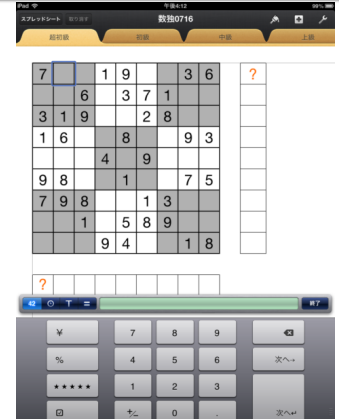 iPad 午後4:12 99%
スプレッドシート 取り消す 数独0716
超初級 初級 中級 上級
7 1 9 3 6 ?
6 3 7 1
3 1 9 2 8
1 6 8 9 3
4 9
9 8 1 7 5
7 9 8 1 3
1 5 8 9
9 4 1 8
?
42 T = 終了
¥ 7 8 9
% 4 5 6 次へ→
★★★★★ 1 2 3
+/− 0 . 次へ↵